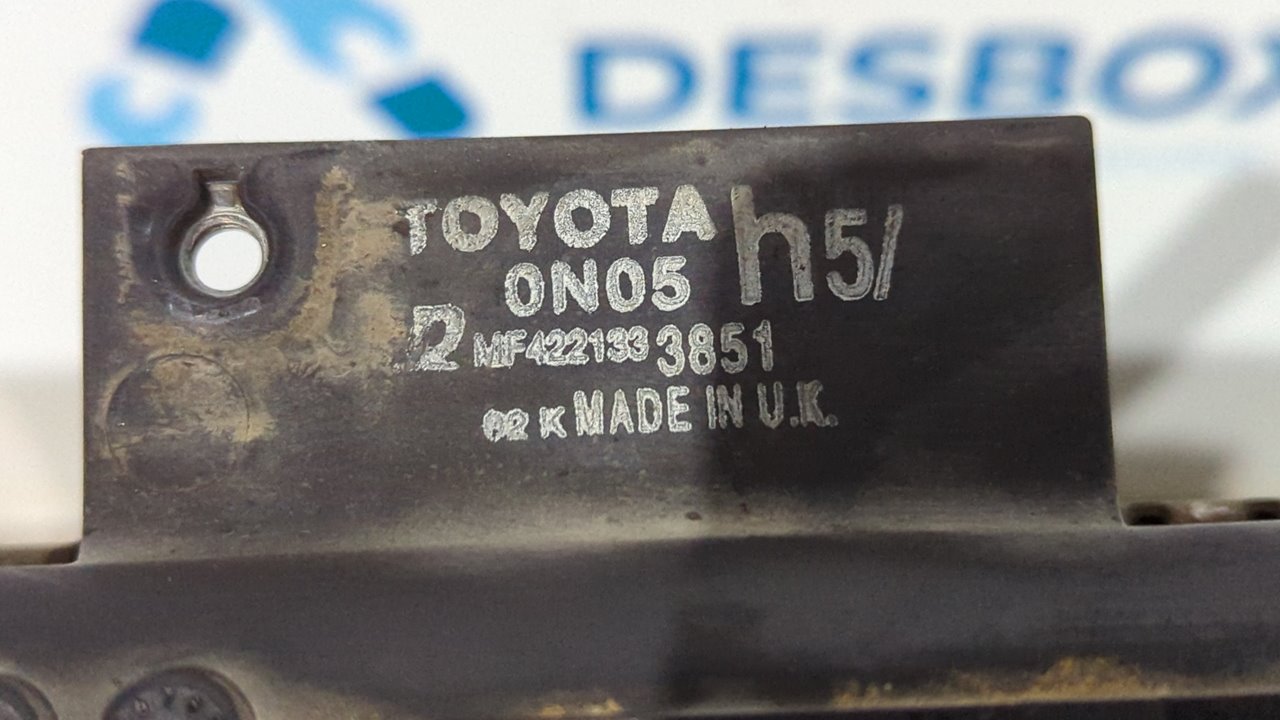 DESBOX
TOYOTA h5/
0N05
MF422133 3851
02 K MADE IN U.K.